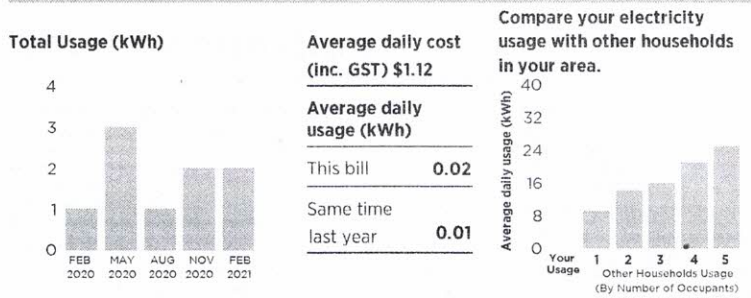 Total Usage (kWh)
4
3
2
1
0
FEB MAY AUG NOV FEB
2020 2020 2020 2020 2021
Average daily cost
(inc. GST) $1.12
Average daily
usage (kWh)
This bill 0.02
Same time
last year 0.01
Compare your electricity
usage with other households
in your area.
Average daily usage (kWh)
40
32
24
16
8
0
Your
Usage
1 2 3 4 5
Other Households Usage
(By Number of Occupants)